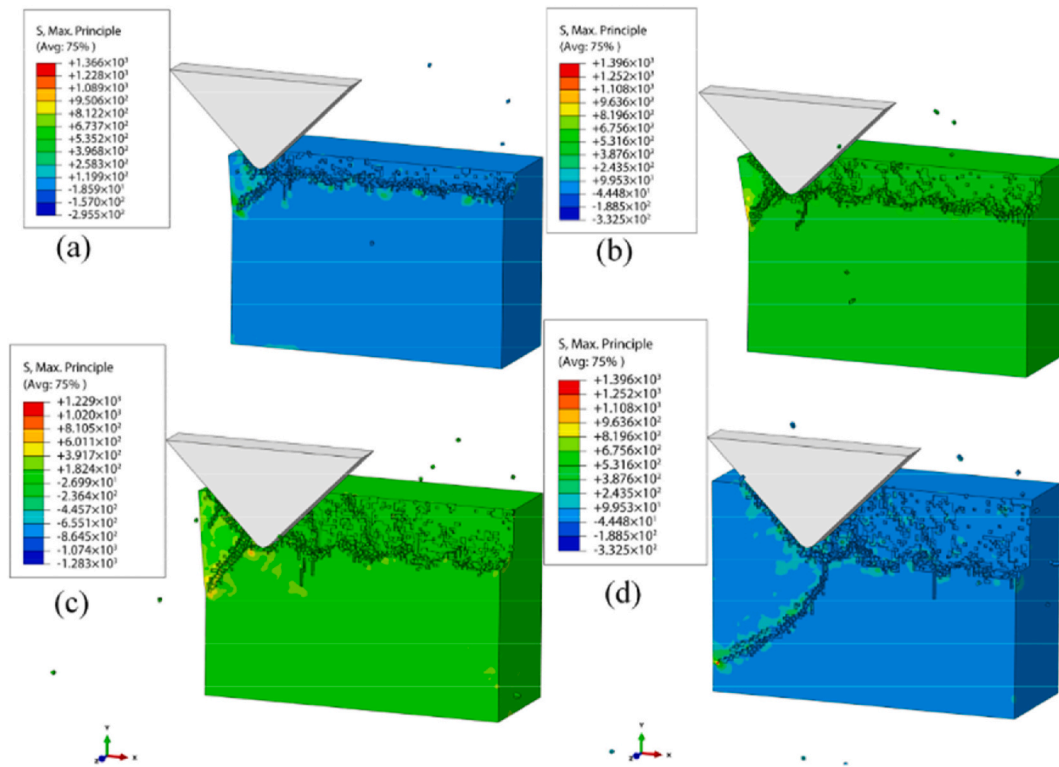 S, Max. Principle
(Avg: 75% )
+1.366×10³
+1.228×10³
+1.089×10³
+9.506×10²
+8.122×10²
+6.737×10²
+5.352×10²
+3.968×10²
+2.583×10²
+1.199×10²
-1.859×10¹
-1.570×10²
-2.955×10²
(a)
S, Max. Principle
(Avg: 75%)
+1.396×10³
+1.252×10³
+1.108×10³
+9.636×10²
+8.196×10²
+6.756×10²
+5.316×10²
+3.876×10²
+2.435×10²
+9.953×10¹
-4.448×10¹
-1.885×10²
-3.325×10²
(b)
S, Max. Principle
(Avg: 75%)
+1.229×10³
+1.020×10³
+8.105×10²
+6.011×10²
+3.917×10²
+1.824×10²
-2.699×10¹
-2.364×10²
-4.457×10²
-6.551×10²
-8.645×10²
-1.074×10³
-1.283×10³
(c)
S, Max. Principle
(Avg: 75%)
+1.396×10³
+1.252×10³
+1.108×10³
+9.636×10²
+8.196×10²
+6.756×10²
+5.316×10²
+3.876×10²
+2.435×10²
+9.953×10¹
-4.448×10¹
-1.885×10²
-3.325×10²
(d)
Y
Z
X
Y
Z
X